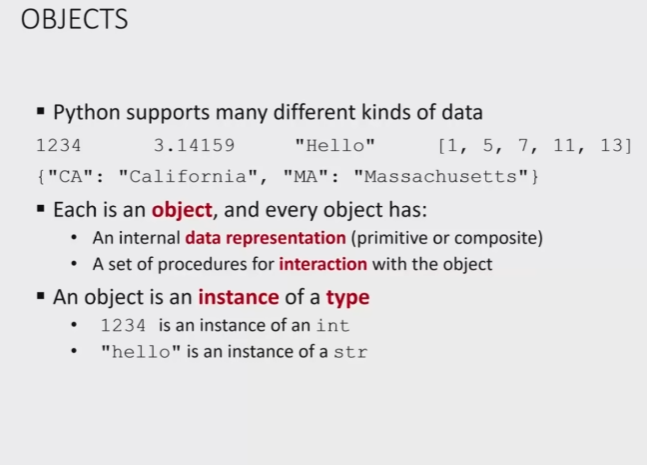 OBJECTS
▪ Python supports many different kinds of data
1234 3.14159 "Hello" [1, 5, 7, 11, 13]
{"CA": "California", "MA": "Massachusetts"}
▪ Each is an object, and every object has:
• An internal data representation (primitive or composite)
• A set of procedures for interaction with the object
▪ An object is an instance of a type
• 1234 is an instance of an int
• "hello" is an instance of a str